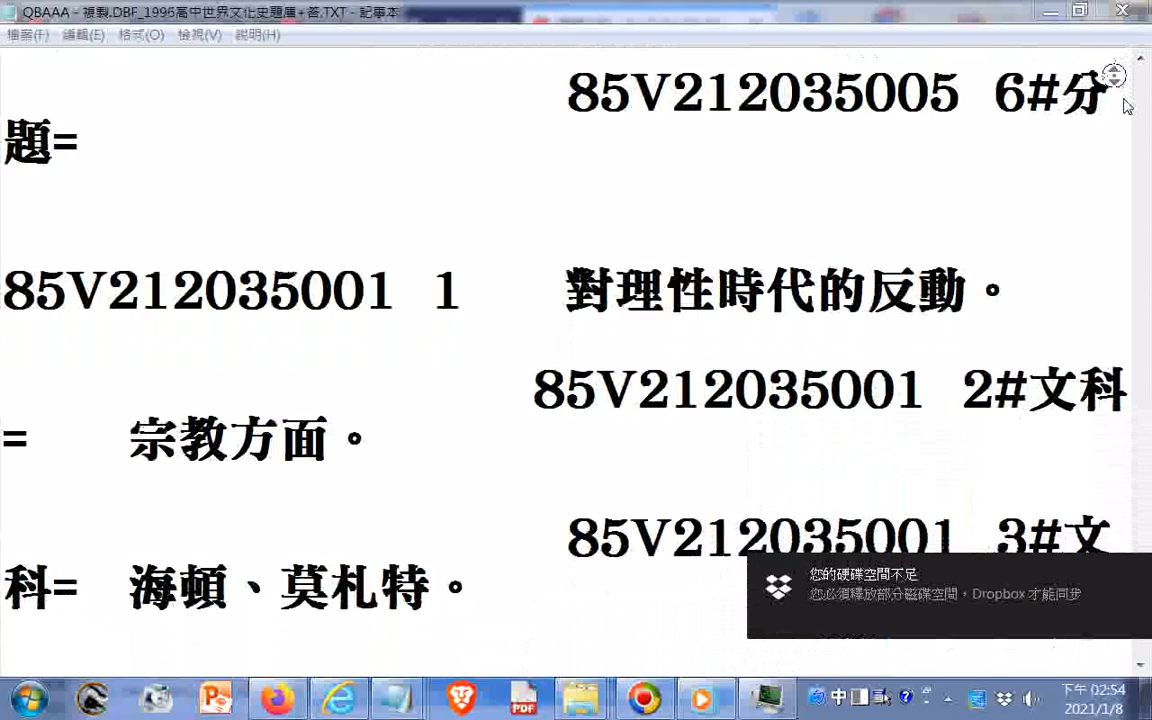 QBAAA - 複製.DBF_1996高中世界文化史題庫+答.TXT - 記事本
檔案(F) 編輯(E) 格式(O) 檢視(V) 說明(H)
85V212035005 6#分
題=
85V212035001 1 對理性時代的反動。
85V212035001 2#文科
= 宗教方面。
85V212035001 3#文
科= 海頓、莫札特。
您的硬碟空間不足
您必須釋放部分磁碟空間，Dropbox 才能同步
PDF
中
下午 02:54
2021/1/8